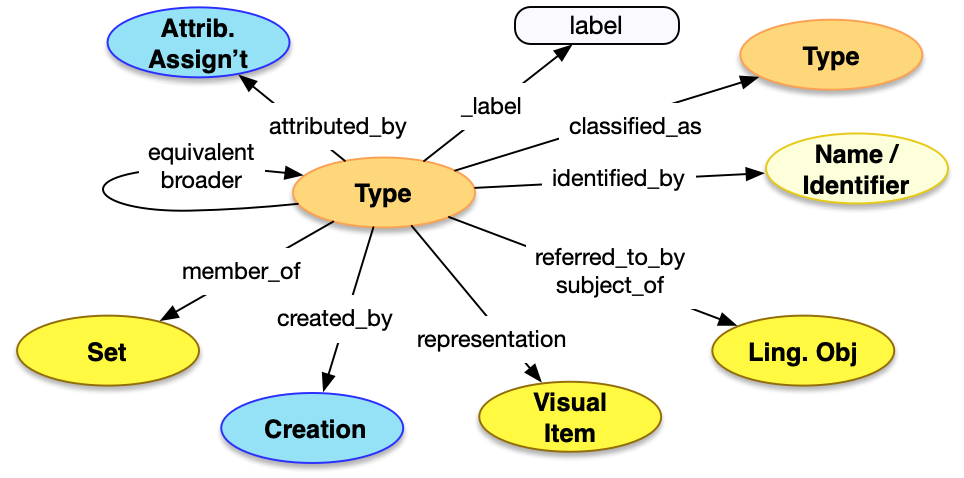 Attrib.
Assign't
label
Type
_label
attributed_by
classified_as
equivalent
broader
Name /
Identifier
identified_by
Type
referred_to_by
subject_of
member_of
created_by
representation
Set
Ling. Obj
Visual
Item
Creation